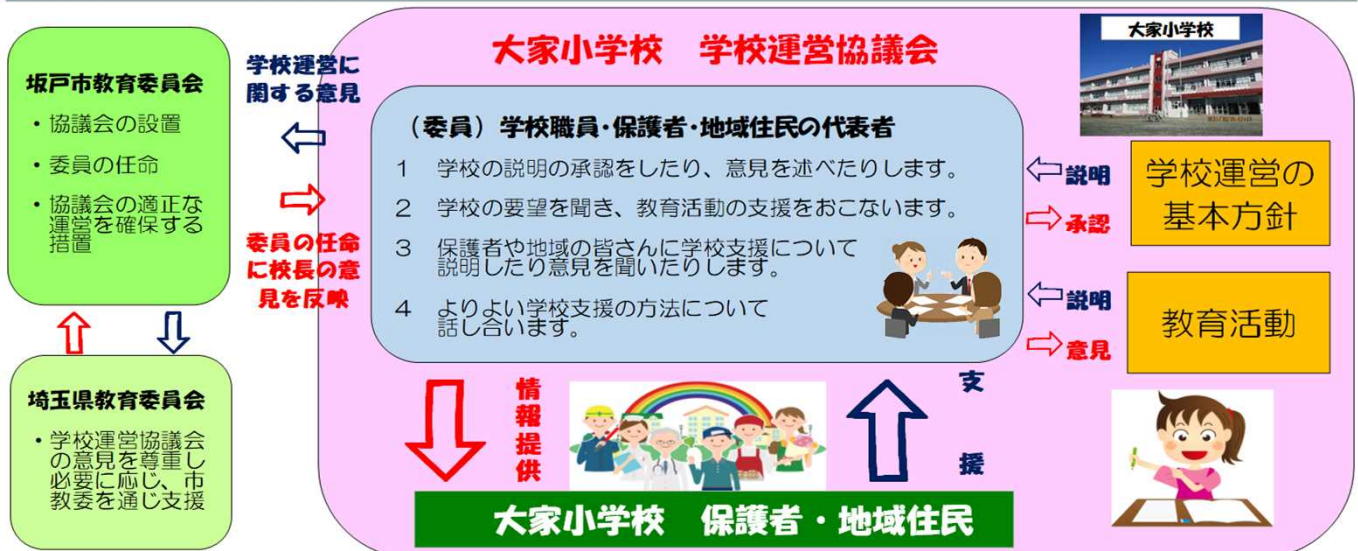 坂戸市教育委員会
・協議会の設置
・委員の任命
・協議会の適正な
運営を確保する
措置
埼玉県教育委員会
・学校運営協議会
の意見を尊重し
必要に応じ、市
教委を通じ支援
学校運営に
関する意見
委員の任命
に校長の意
見を反映
大家小学校 学校運営協議会
大家小学校
(委員)学校職員・保護者・地域住民の代表者
1 学校の説明の承認をしたり、意見を述べたりします。
2 学校の要望を聞き、教育活動の支援をおこないます。
3 保護者や地域の皆さんに学校支援について
説明したり意見を聞いたりします。
4 よりよい学校支援の方法について
話し合います。
説明
承認
学校運営の
基本方針
説明
意見
教育活動
情報提供
支援
大家小学校 保護者・地域住民